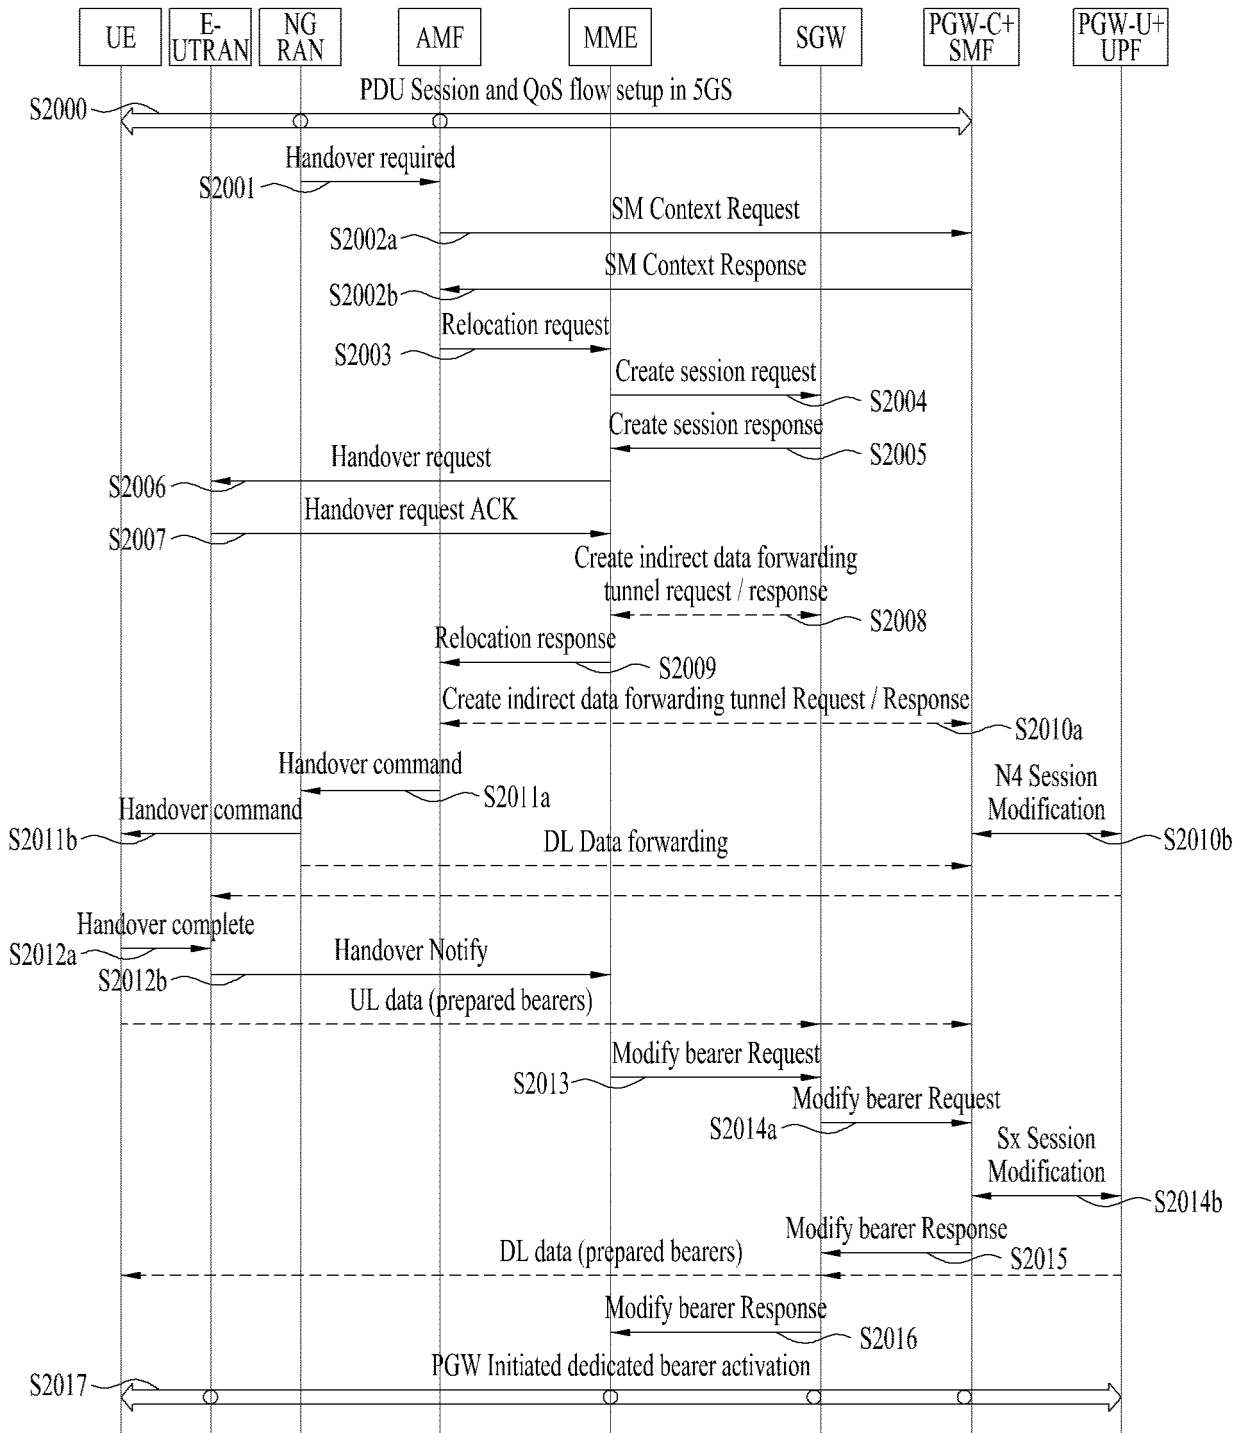 UE
E-
UTRAN
NG
RAN
AMF
MME
SGW
PGW-C+
SMF
PGW-U+
UPF
S2000
PDU Session and QoS flow setup in 5GS
Handover required
S2001
SM Context Request
S2002a
SM Context Response
S2002b
Relocation request
S2003
Create session request
S2004
Create session response
S2005
Handover request
S2006
Handover request ACK
S2007
Create indirect data forwarding
tunnel request / response
S2008
Relocation response
S2009
Create indirect data forwarding tunnel Request / Response
S2010a
Handover command
S2011a
N4 Session
Modification
Handover command
S2011b
S2010b
DL Data forwarding
Handover complete
S2012a
Handover Notify
S2012b
UL data (prepared bearers)
Modify bearer Request
S2013
Modify bearer Request
S2014a
Sx Session
Modification
S2014b
Modify bearer Response
S2015
DL data (prepared bearers)
Modify bearer Response
S2016
PGW Initiated dedicated bearer activation
S2017